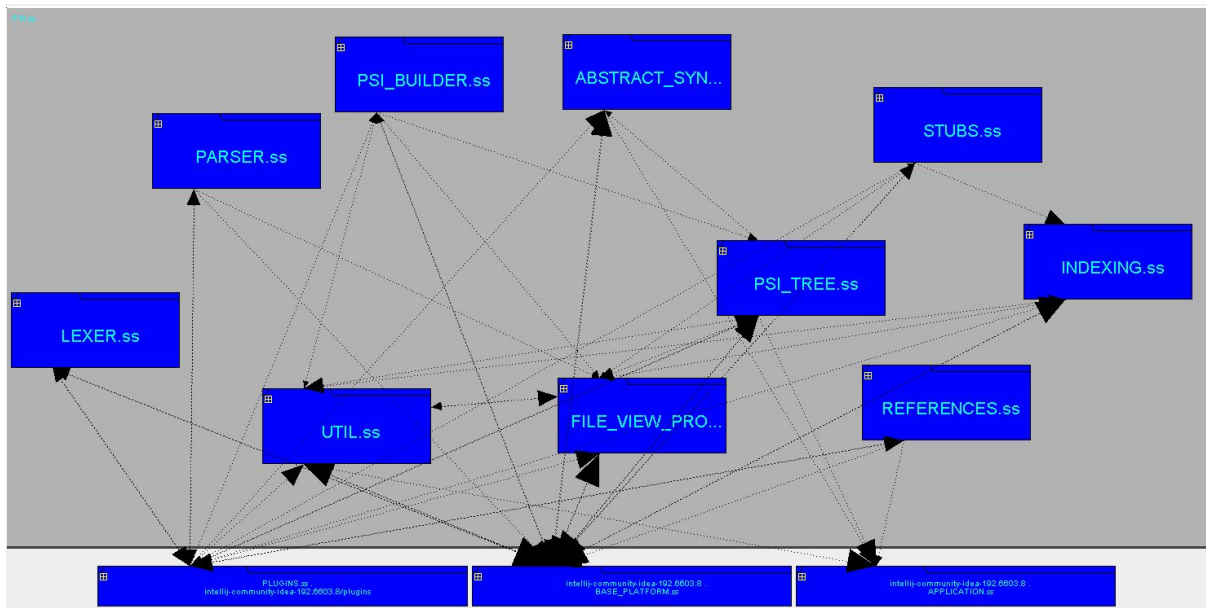 PSI_BUILDER.ss
ABSTRACT_SYN...
STUBS.ss
PARSER.ss
INDEXING.ss
PSI_TREE.ss
LEXER.ss
UTIL.ss
FILE_VIEW_PRO...
REFERENCES.ss
PLUGINS.ss .
intellij-community-idea-192.6603.8/plugins
intellij-community-idea-192.6603.8 .
BASE_PLATFORM.ss
intellij-community-idea-192.6603.8 .
APPLICATION.ss